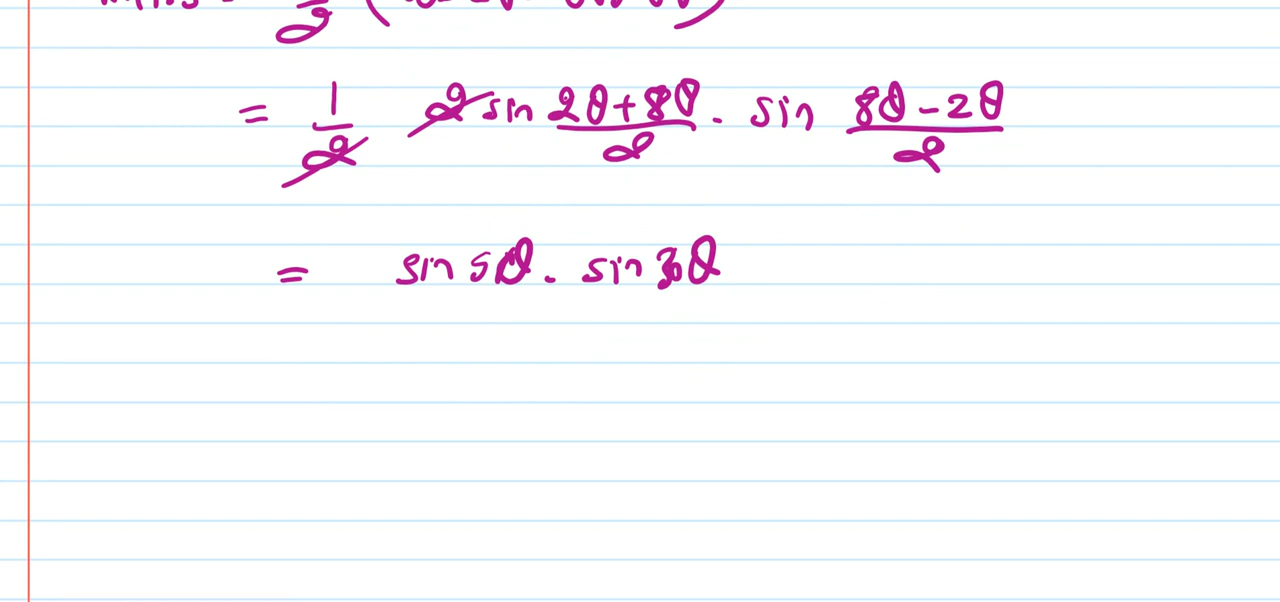 = 1/2 2 sin (2θ+8θ)/2 . sin (8θ-2θ)/2
= sin 5θ . sin 3θ